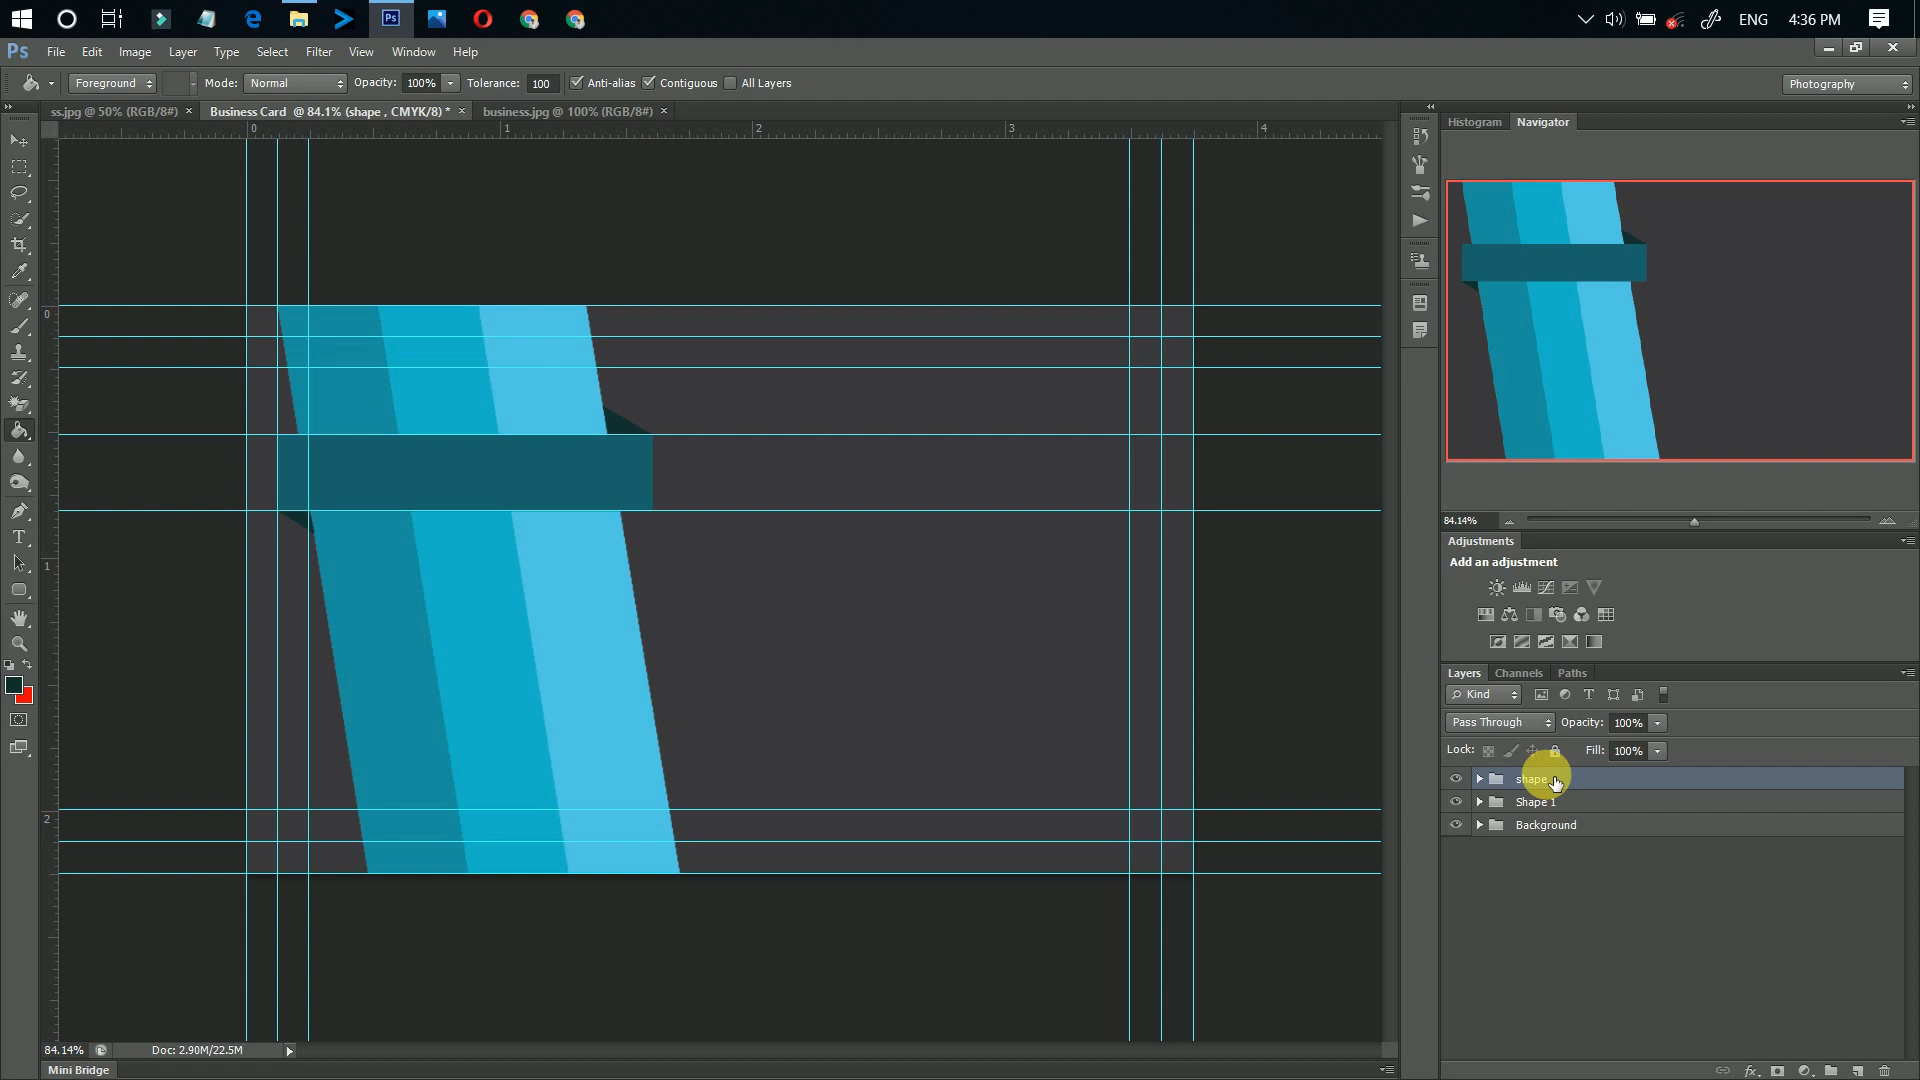 ENG
4:36 PM
Ps
File Edit Image Layer Type Select Filter View Window Help
Foreground Mode: Normal Opacity: 100% Tolerance: 100 Anti-alias Contiguous All Layers
Photography
ss.jpg @ 50% (RGB/8#) × Business Card @ 84.1% (shape , CMYK/8) * × business.jpg @ 100% (RGB/8#) ×
Histogram Navigator
0 1 2 3 4
0
1
2
84.14%
Adjustments
Add an adjustment
Layers Channels Paths
Kind
Pass Through Opacity: 100%
Lock: Fill: 100%
shape
Shape 1
Background
84.14% Doc: 2.90M/22.5M
Mini Bridge
fx